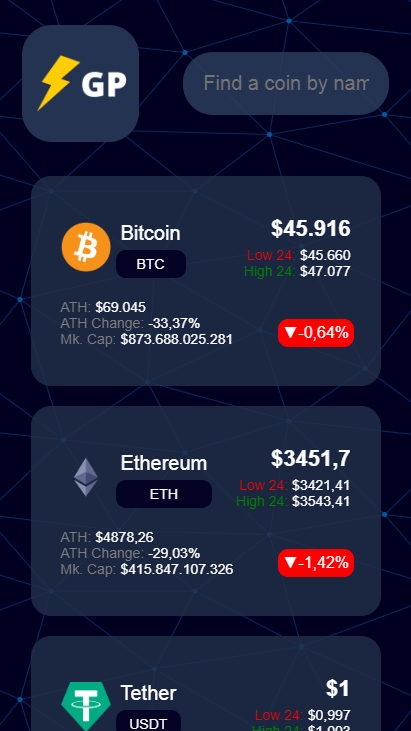 GP
Find a coin by nam
Bitcoin
BTC
$45.916
Low 24: $45.660
High 24: $47.077
ATH: $69.045
ATH Change: -33,37%
Mk. Cap: $873.688.025.281
▼-0,64%
Ethereum
ETH
$3451,7
Low 24: $3421,41
High 24: $3543,41
ATH: $4878,26
ATH Change: -29,03%
Mk. Cap: $415.847.107.326
▼-1,42%
Tether
USDT
$1
Low 24: $0,997
High 24: $1,003